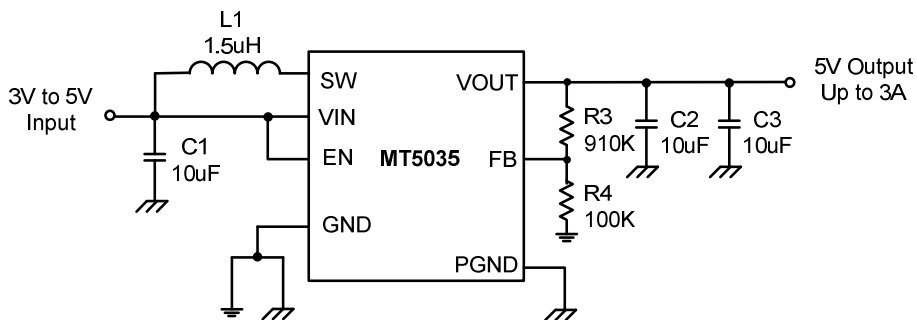 L1
1.5uH
3V to 5V
Input
SW
VIN
EN
GND
MT5035
VOUT
FB
PGND
C1
10uF
R3
910K
R4
100K
C2
10uF
C3
10uF
5V Output
Up to 3A